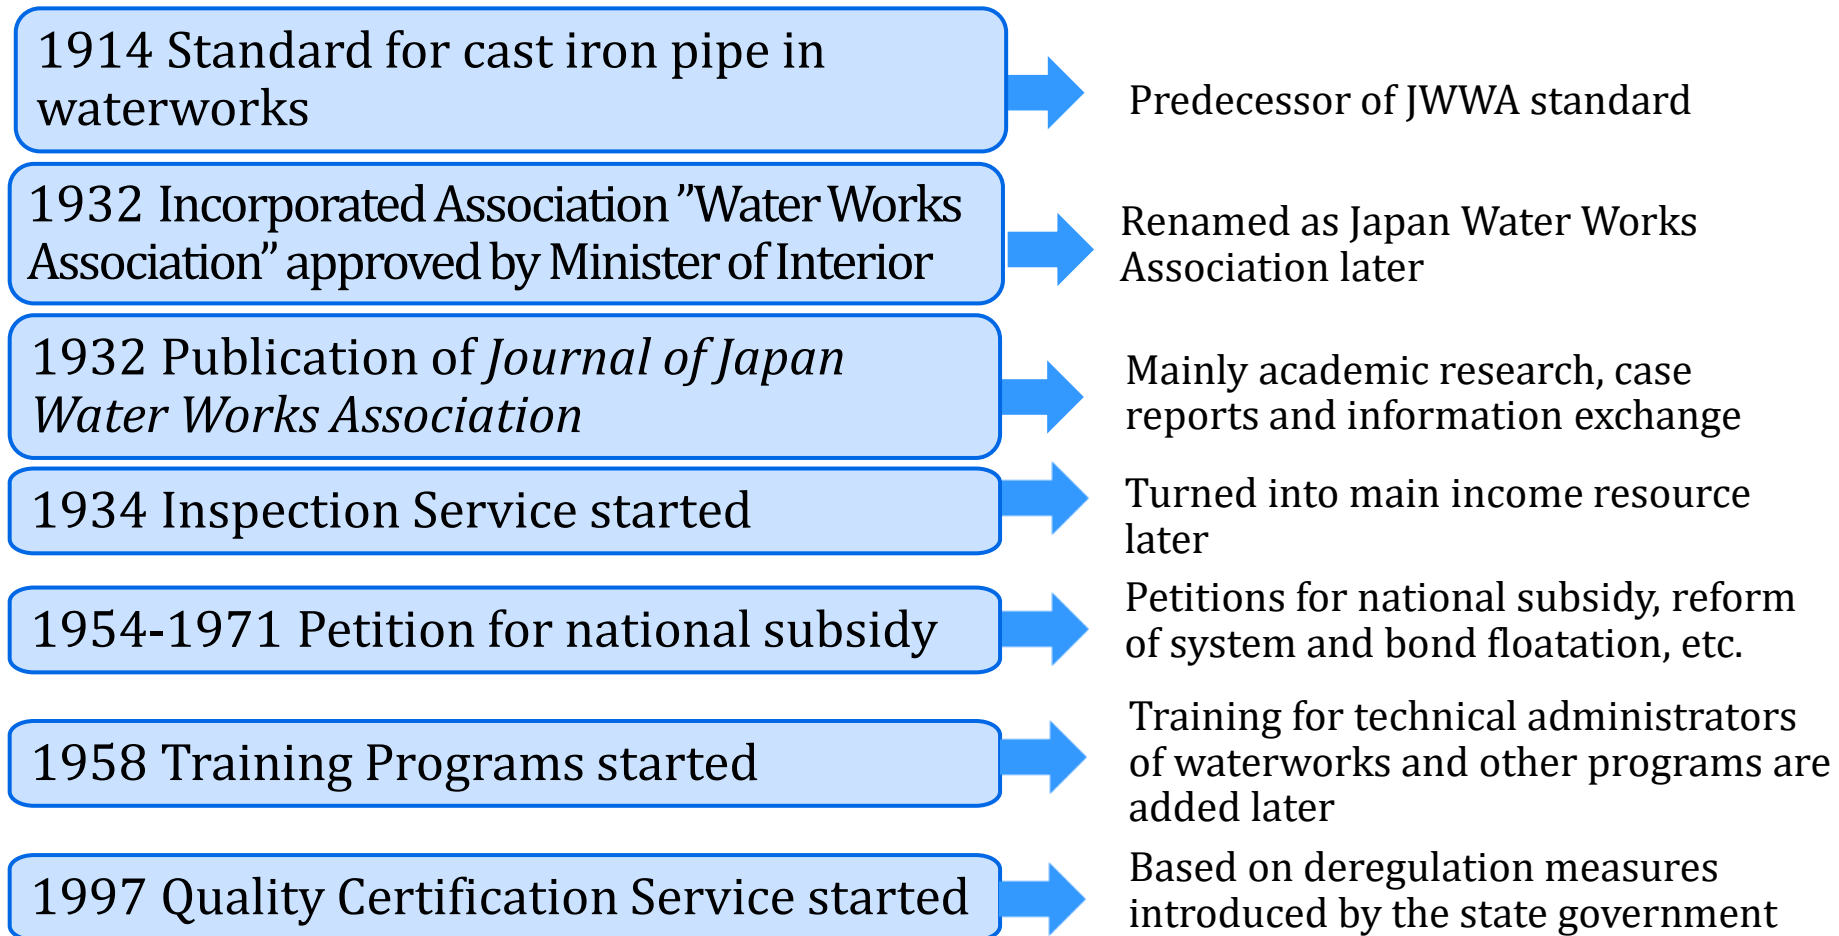 1914 Standard for cast iron pipe in
waterworks
Predecessor of JWWA standard
1932 Incorporated Association ”Water Works
Association” approved by Minister of Interior
Renamed as Japan Water Works
Association later
1932 Publication of Journal of Japan
Water Works Association
Mainly academic research, case
reports and information exchange
1934 Inspection Service started
Turned into main income resource
later
1954-1971 Petition for national subsidy
Petitions for national subsidy, reform
of system and bond floatation, etc.
1958 Training Programs started
Training for technical administrators
of waterworks and other programs are
added later
1997 Quality Certification Service started
Based on deregulation measures
introduced by the state government